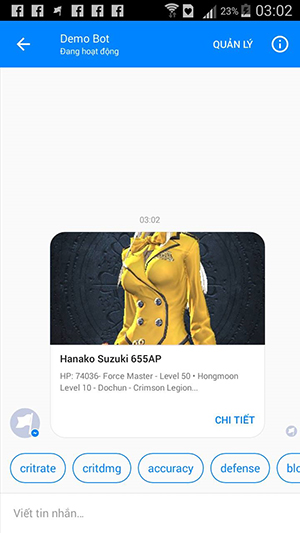 23% 03:02
Demo Bot
Đang hoạt động
QUẢN LÝ
03:02
Hanako Suzuki 655AP
HP: 74036- Force Master - Level 50 • Hongmoon
Level 10 - Dochun - Crimson Legion...
CHI TIẾT
critrate
critdmg
accuracy
defense
blo
Viết tin nhắn...